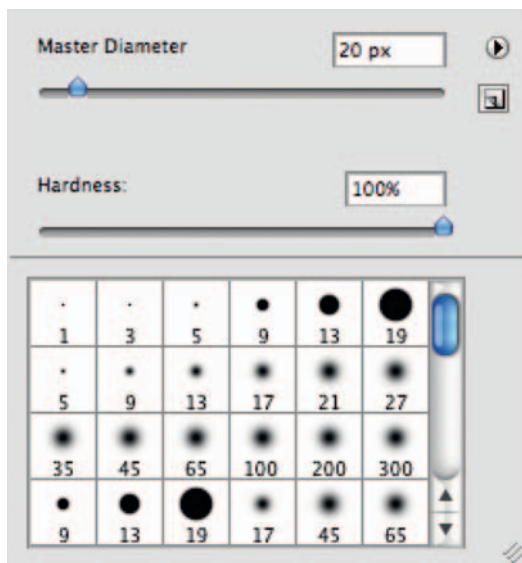 Master Diameter 20 px
Hardness: 100%
1 3 5 9 13 19
5 9 13 17 21 27
35 45 65 100 200 300
9 13 19 17 45 65